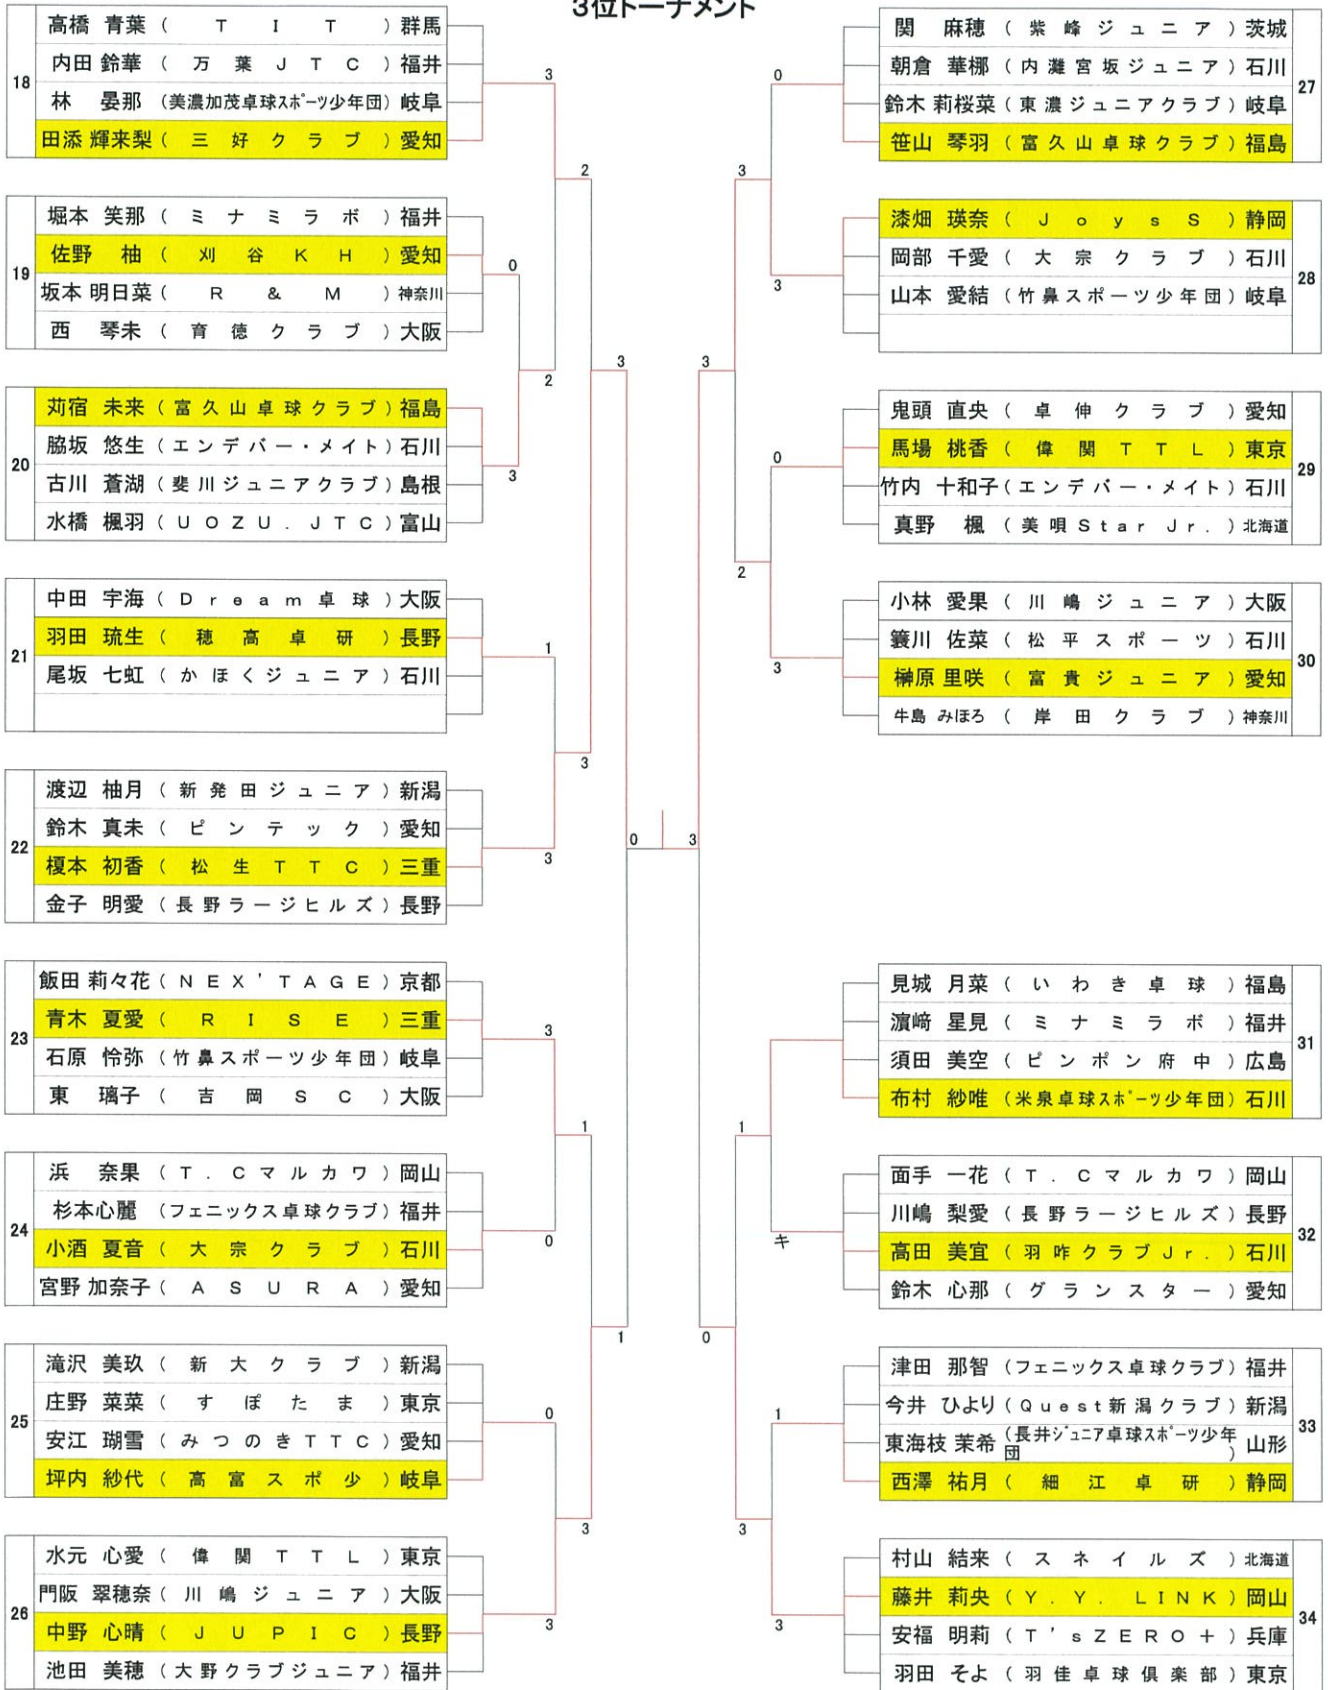 3位トーナメント
18
高橋 青葉 ( T I T ) 群馬
内田 鈴華 ( 万葉JTC ) 福井
林 晏那 (美濃加茂卓球スポーツ少年団) 岐阜
田添 輝来梨 ( 三好クラブ ) 愛知
3
2
19
堀本 笑那 ( ミナミラボ ) 福井
佐野 柚 ( 刈谷KH ) 愛知
坂本 明日菜 ( R & M ) 神奈川
西 琴未 ( 育徳クラブ ) 大阪
0
2
3
20
苅宿 未来 ( 富久山卓球クラブ ) 福島
脇坂 悠生 ( エンデバー・メイト ) 石川
古川 蒼湖 ( 斐川ジュニアクラブ ) 島根
水橋 楓羽 ( UOZU.JTC ) 富山
3
21
中田 宇海 ( Dream卓球 ) 大阪
羽田 琉生 ( 穂高卓研 ) 長野
尾坂 七虹 ( かほくジュニア ) 石川
1
3
22
渡辺 柚月 ( 新発田ジュニア ) 新潟
鈴木 真未 ( ピンテック ) 愛知
榎本 初香 ( 松生TTC ) 三重
金子 明愛 ( 長野ラージヒルズ ) 長野
3
0
3
23
飯田 莉々花 ( NEX'TAGE ) 京都
青木 夏愛 ( RISE ) 三重
石原 怜弥 ( 竹鼻スポーツ少年団 ) 岐阜
東 璃子 ( 吉岡SC ) 大阪
3
1
24
浜 奈果 ( T.Cマルカワ ) 岡山
杉本心麗 (フェニックス卓球クラブ) 福井
小酒 夏音 ( 大宗クラブ ) 石川
宮野 加奈子 ( ASURA ) 愛知
0
1
25
滝沢 美玖 ( 新大クラブ ) 新潟
庄野 菜菜 ( すぽたま ) 東京
安江 瑚雪 ( みつのきTTC ) 愛知
坪内 紗代 ( 高富スポ少 ) 岐阜
0
3
26
水元 心愛 ( 偉関TTL ) 東京
門阪 翠穂奈 ( 川嶋ジュニア ) 大阪
中野 心晴 ( JUPIC ) 長野
池田 美穂 ( 大野クラブジュニア ) 福井
3
27
関 麻穂 ( 紫峰ジュニア ) 茨城
朝倉 華梛 ( 内灘宮坂ジュニア ) 石川
鈴木 莉桜菜 ( 東濃ジュニアクラブ ) 岐阜
笹山 琴羽 ( 富久山卓球クラブ ) 福島
0
3
28
漆畑 瑛奈 ( JoysS ) 静岡
岡部 千愛 ( 大宗クラブ ) 石川
山本 愛結 ( 竹鼻スポーツ少年団 ) 岐阜
3
3
29
鬼頭 直央 ( 卓伸クラブ ) 愛知
馬場 桃香 ( 偉関TTL ) 東京
竹内 十和子 ( エンデバー・メイト ) 石川
真野 楓 ( 美唄Star Jr. ) 北海道
0
2
30
小林 愛果 ( 川嶋ジュニア ) 大阪
簑川 佐菜 ( 松平スポーツ ) 石川
榊原 里咲 ( 富貴ジュニア ) 愛知
牛島 みほろ ( 岸田クラブ ) 神奈川
3
31
見城 月菜 ( いわき卓球 ) 福島
濵﨑 星見 ( ミナミラボ ) 福井
須田 美空 ( ピンポン府中 ) 広島
布村 紗唯 (米泉卓球スポーツ少年団) 石川
1
32
面手 一花 ( T.Cマルカワ ) 岡山
川嶋 梨愛 ( 長野ラージヒルズ ) 長野
高田 美宜 ( 羽咋クラブJr. ) 石川
鈴木 心那 ( グランスター ) 愛知
キ
0
33
津田 那智 (フェニックス卓球クラブ) 福井
今井 ひより ( Quest新潟クラブ ) 新潟
東海枝 茉希 (長井ジュニア卓球スポーツ少年団) 山形
西澤 祐月 ( 細江卓研 ) 静岡
1
3
34
村山 結来 ( スネイルズ ) 北海道
藤井 莉央 ( Y.Y. LINK ) 岡山
安福 明莉 ( T'sZERO+ ) 兵庫
羽田 そよ ( 羽佳卓球倶楽部 ) 東京
3